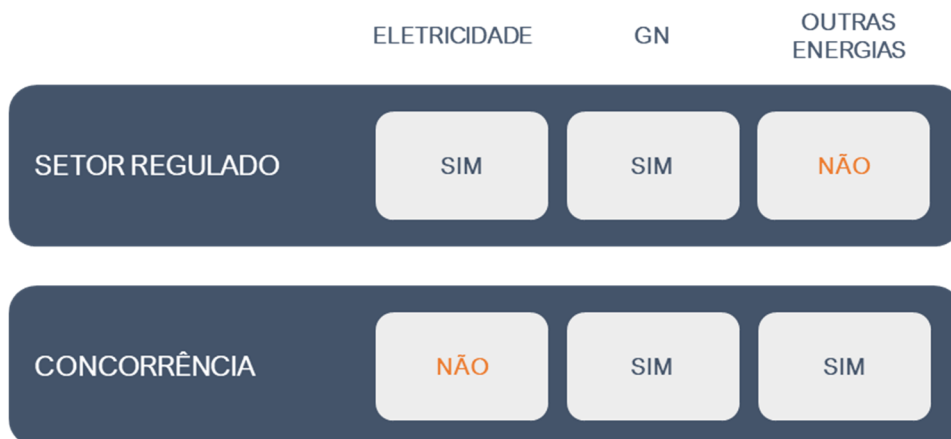 ELETRICIDADE GN OUTRAS
ENERGIAS
SETOR REGULADO SIM SIM NÃO
CONCORRÊNCIA NÃO SIM SIM